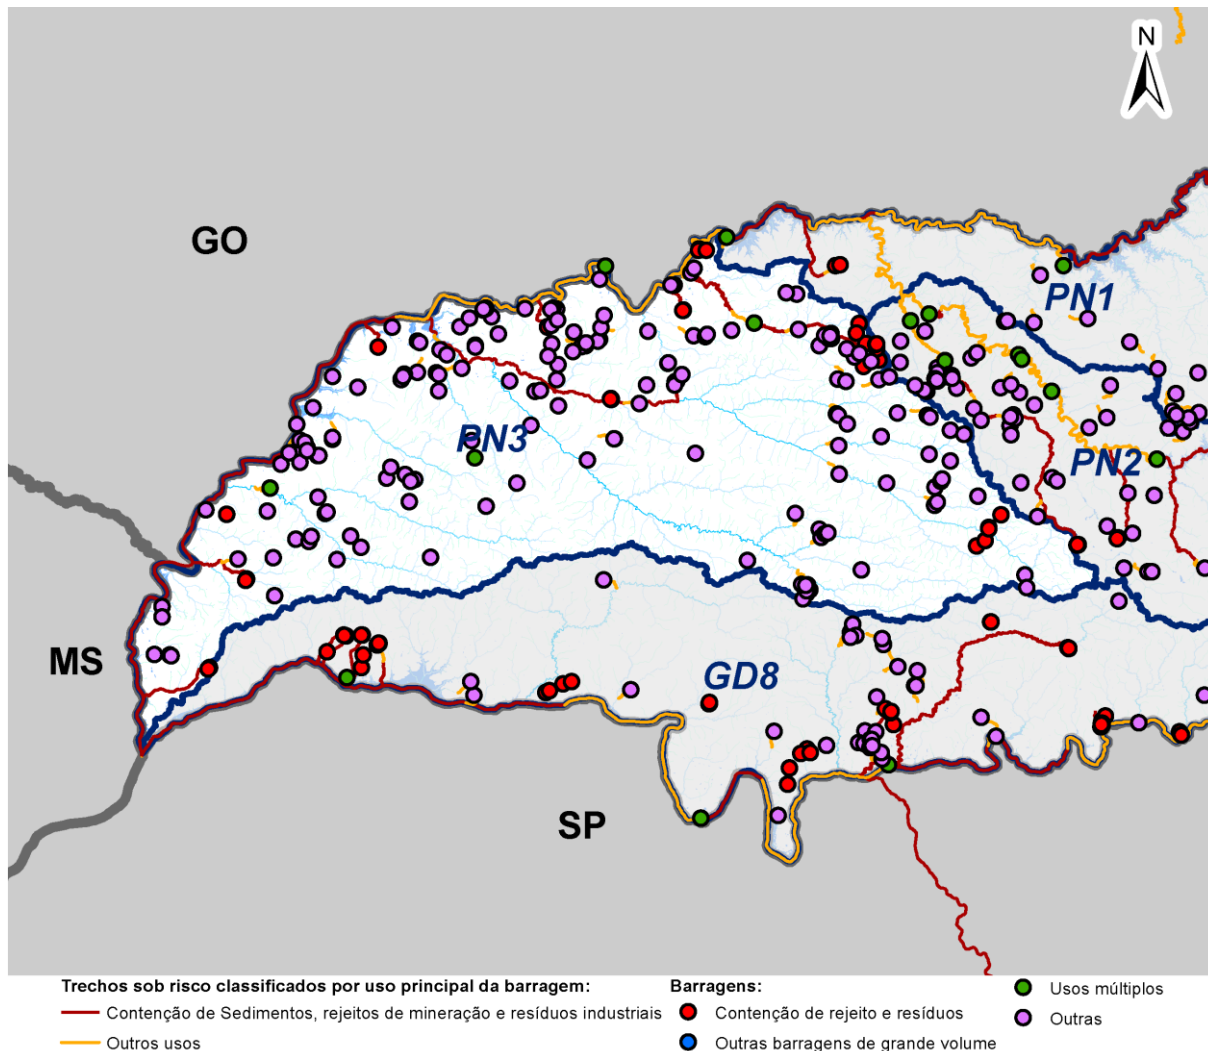 N
GO
PN1
PN3
PN2
MS
GD8
SP
Trechos sob risco classificados por uso principal da barragem:
Contenção de Sedimentos, rejeitos de mineração e resíduos industriais
Outros usos
Barragens:
Contenção de rejeito e resíduos
Outras barragens de grande volume
Usos múltiplos
Outras